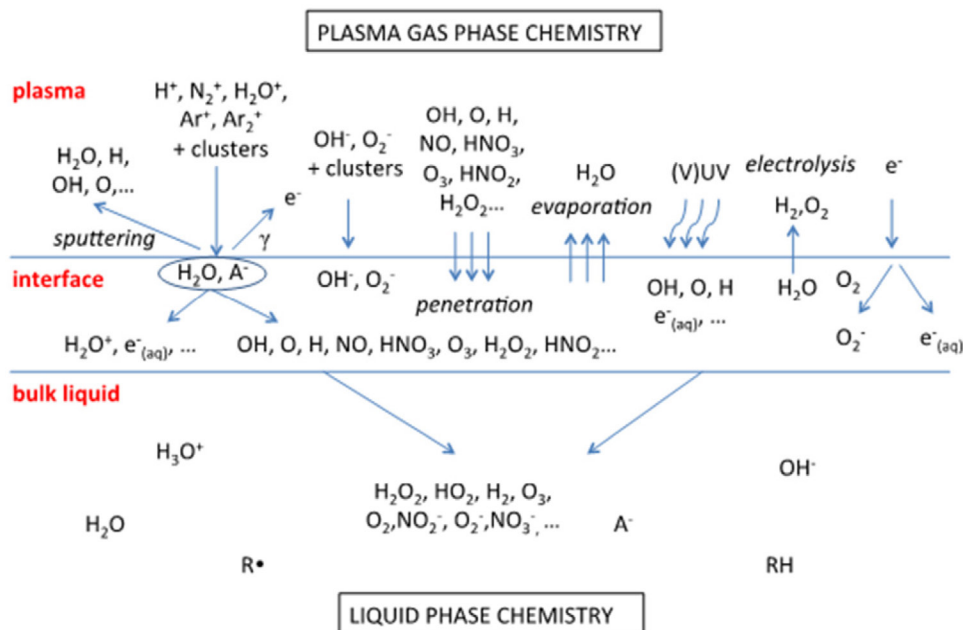 PLASMA GAS PHASE CHEMISTRY
plasma
H⁺, N₂⁺, H₂O⁺,
Ar⁺, Ar₂⁺
+ clusters
H₂O, H,
OH, O,...
sputtering
e⁻
γ
OH⁻, O₂⁻
+ clusters
OH, O, H,
NO, HNO₃,
O₃, HNO₂,
H₂O₂...
H₂O
evaporation
(V)UV
electrolysis
H₂,O₂
e⁻
interface
H₂O, A⁻
OH⁻, O₂⁻
penetration
OH, O, H
e⁻(aq), ...
H₂O
O₂
O₂⁻
e⁻(aq)
H₂O⁺, e⁻(aq), ...
OH, O, H, NO, HNO₃, O₃, H₂O₂, HNO₂...
bulk liquid
H₃O⁺
OH⁻
H₂O₂, HO₂, H₂, O₃,
O₂,NO₂⁻, O₂⁻,NO₃⁻, ...
H₂O
A⁻
R•
RH
LIQUID PHASE CHEMISTRY